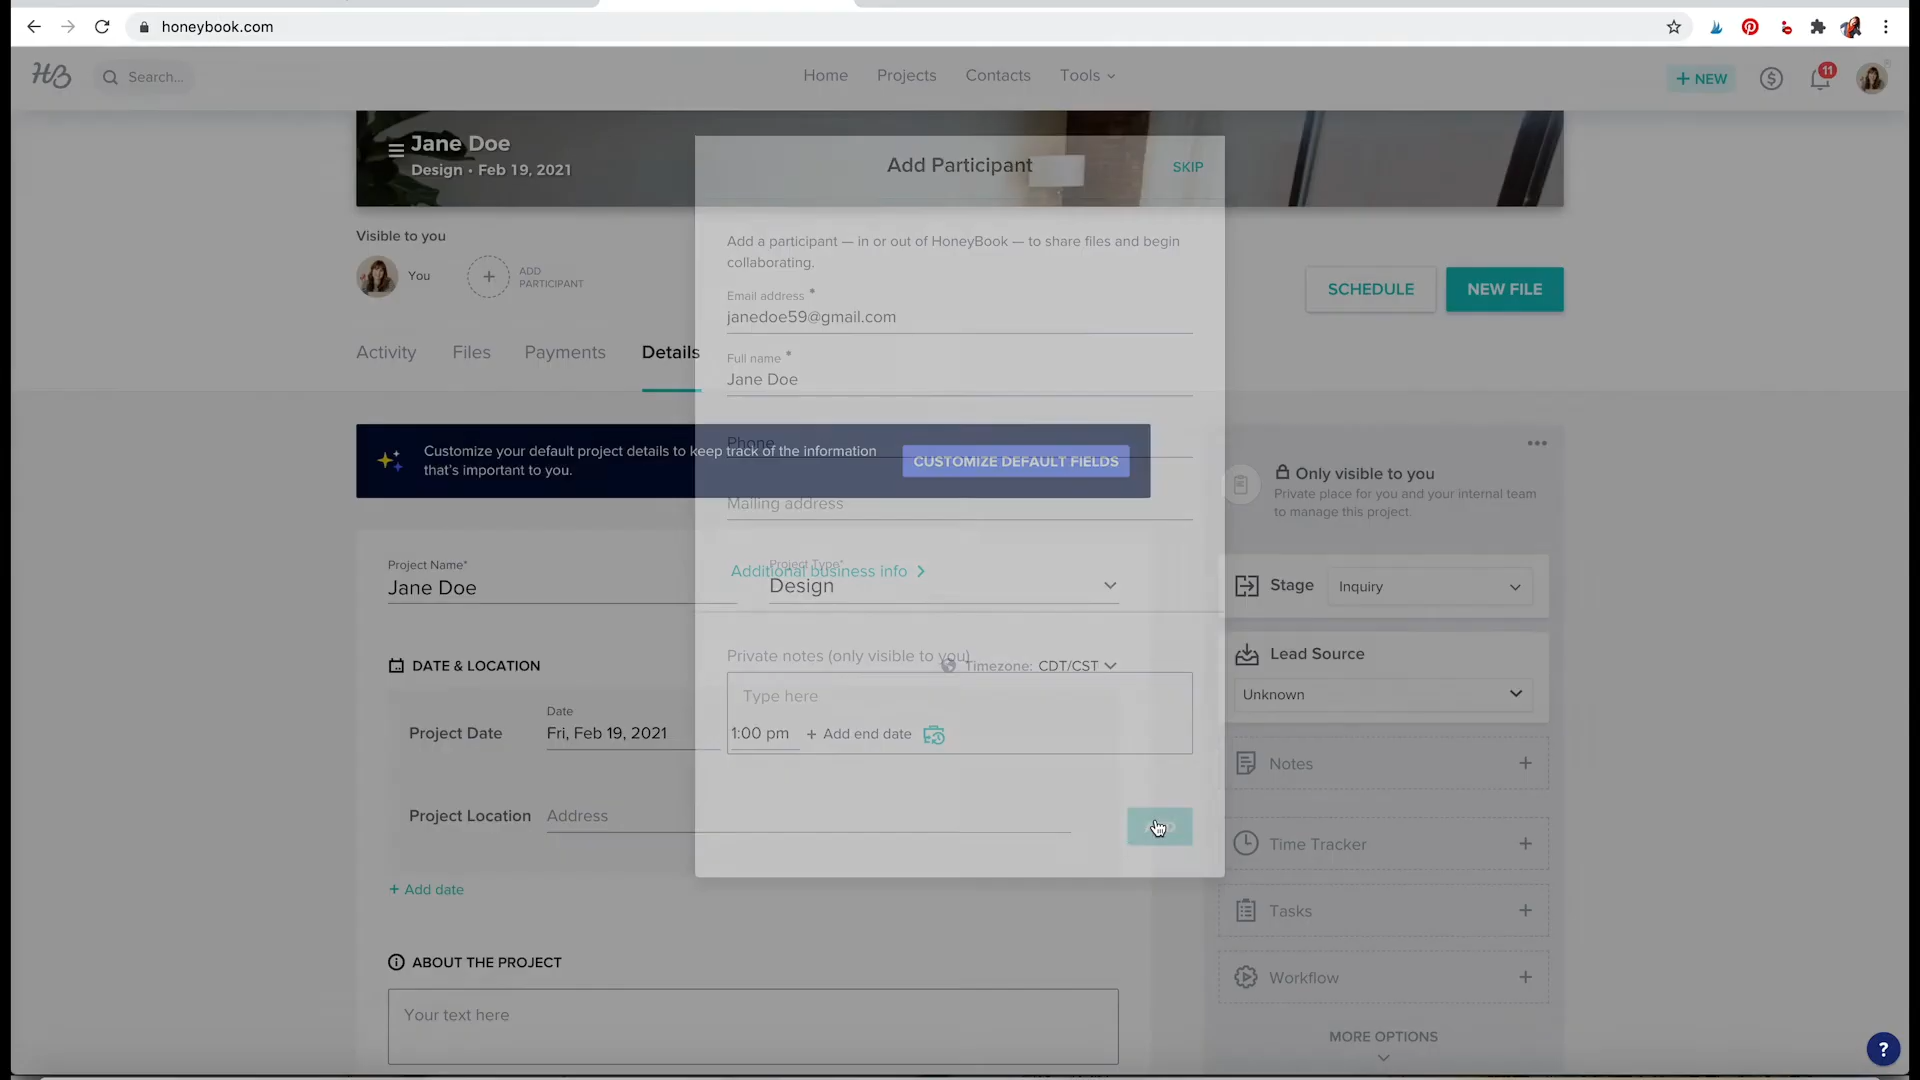 honeybook.com
HB
Search...
Home
Projects
Contacts
Tools
+ NEW
11
Jane Doe
Design • Feb 19, 2021
Add Participant
SKIP
Visible to you
You
ADD
PARTICIPANT
Add a participant — in or out of HoneyBook — to share files and begin
collaborating.
SCHEDULE
NEW FILE
Email address *
janedoe59@gmail.com
Activity
Files
Payments
Details
Full name *
Jane Doe
Customize your default project details to keep track of the information
that's important to you.
CUSTOMIZE DEFAULT FIELDS
Phone
Mailing address
Only visible to you
Private place for you and your internal team
to manage this project.
Project Name*
Jane Doe
Project Type*
Design
Additional business info
Stage
Inquiry
DATE & LOCATION
Private notes (only visible to you)
Timezone: CDT/CST
Type here
Lead Source
Unknown
Project Date
Date
Fri, Feb 19, 2021
1:00 pm
+ Add end date
Notes
Project Location
Address
Time Tracker
+ Add date
Tasks
ABOUT THE PROJECT
Your text here
Workflow
MORE OPTIONS
?